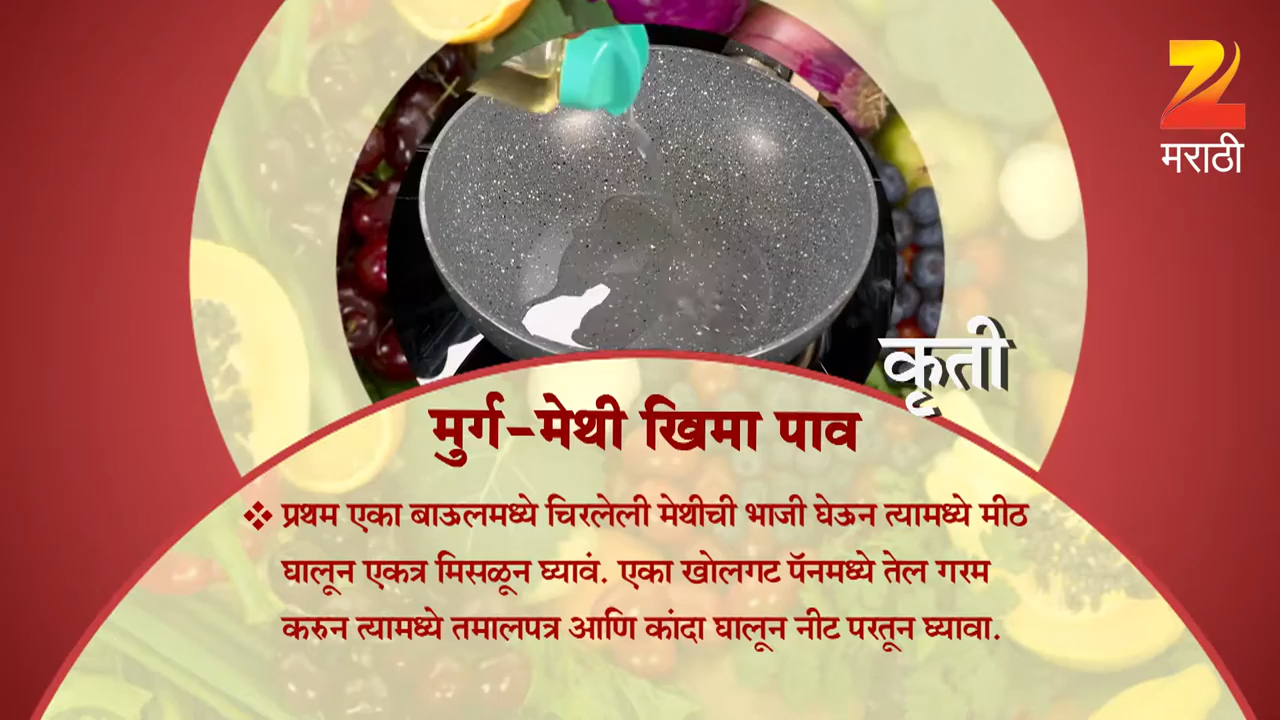 मराठी
कृती
मुर्ग-मेथी खिमा पाव
❖ प्रथम एका बाऊलमध्ये चिरलेली मेथीची भाजी घेऊन त्यामध्ये मीठ
घालून एकत्र मिसळून घ्यावं. एका खोलगट पॅनमध्ये तेल गरम
करुन त्यामध्ये तमालपत्र आणि कांदा घालून नीट परतून घ्यावा.